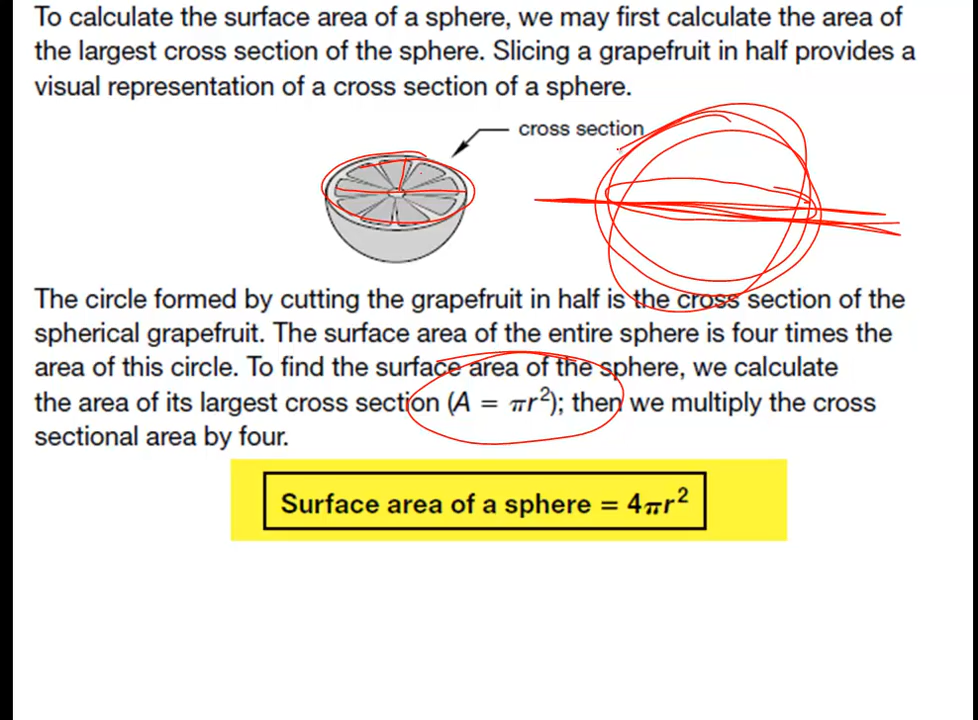 To calculate the surface area of a sphere, we may first calculate the area of
the largest cross section of the sphere. Slicing a grapefruit in half provides a
visual representation of a cross section of a sphere.
cross section
The circle formed by cutting the grapefruit in half is the cross section of the
spherical grapefruit. The surface area of the entire sphere is four times the
area of this circle. To find the surface area of the sphere, we calculate
the area of its largest cross section (A = πr²); then we multiply the cross
sectional area by four.
Surface area of a sphere = 4πr²